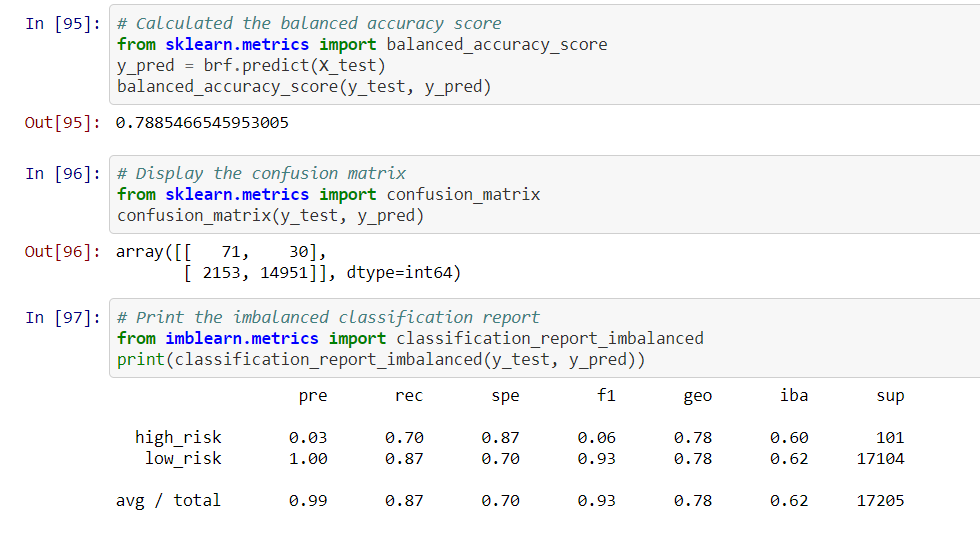 In [95]: # Calculated the balanced accuracy score
from sklearn.metrics import balanced_accuracy_score
y_pred = brf.predict(X_test)
balanced_accuracy_score(y_test, y_pred)
Out[95]: 0.7885466545953005
In [96]: # Display the confusion matrix
from sklearn.metrics import confusion_matrix
confusion_matrix(y_test, y_pred)
Out[96]: array([[   71,    30],
       [ 2153, 14951]], dtype=int64)
In [97]: # Print the imbalanced classification report
from imblearn.metrics import classification_report_imbalanced
print(classification_report_imbalanced(y_test, y_pred))
pre rec spe f1 geo iba sup
high_risk 0.03 0.70 0.87 0.06 0.78 0.60 101
low_risk 1.00 0.87 0.70 0.93 0.78 0.62 17104
avg / total 0.99 0.87 0.70 0.93 0.78 0.62 17205